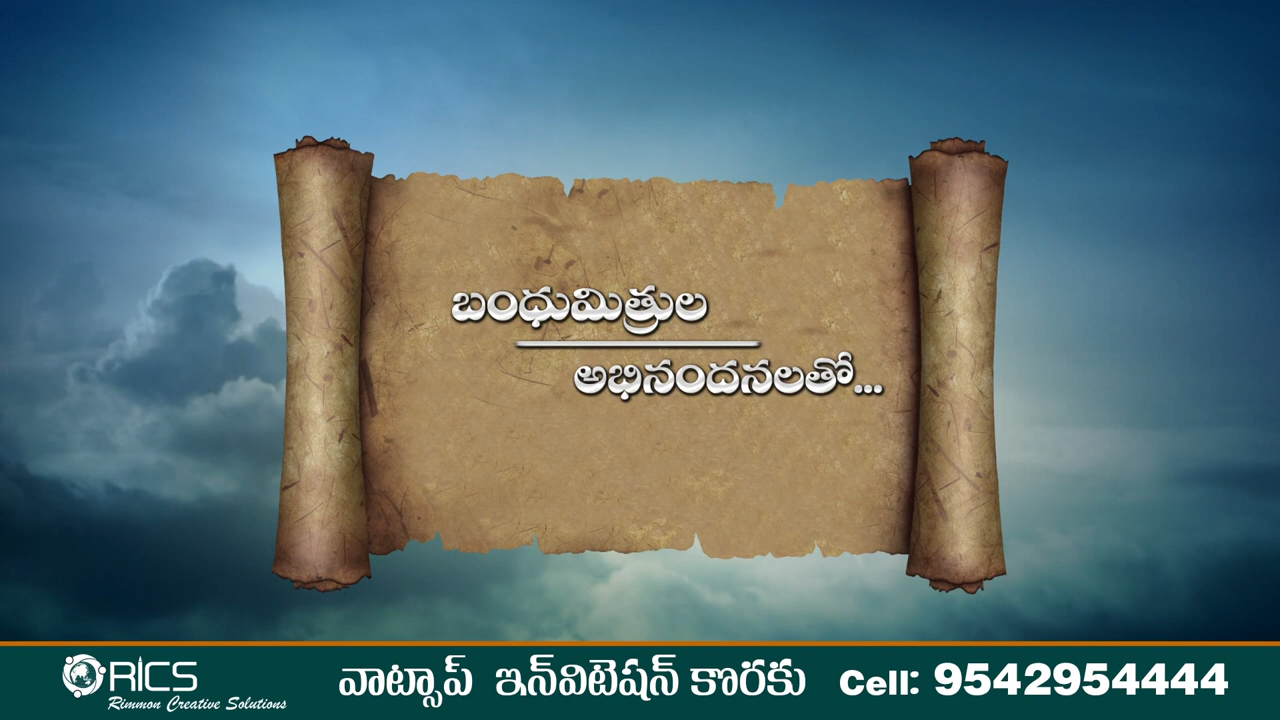 బంధుమిత్రుల
అభినందనలతో...
RICS
Rimmon Creative Solutions
వాట్సాప్ ఇన్‌విటెషన్ కొరకు Cell: 9542954444